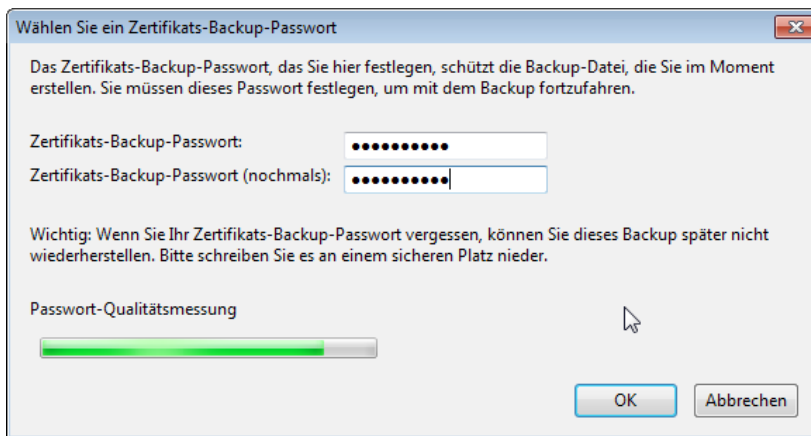 Wählen Sie ein Zertifikats-Backup-Passwort
Das Zertifikats-Backup-Passwort, das Sie hier festlegen, schützt die Backup-Datei, die Sie im Moment
erstellen. Sie müssen dieses Passwort festlegen, um mit dem Backup fortzufahren.
Zertifikats-Backup-Passwort: ●●●●●●●●●●
Zertifikats-Backup-Passwort (nochmals): ●●●●●●●●●●
Wichtig: Wenn Sie Ihr Zertifikats-Backup-Passwort vergessen, können Sie dieses Backup später nicht
wiederherstellen. Bitte schreiben Sie es an einem sicheren Platz nieder.
Passwort-Qualitätsmessung
OK Abbrechen